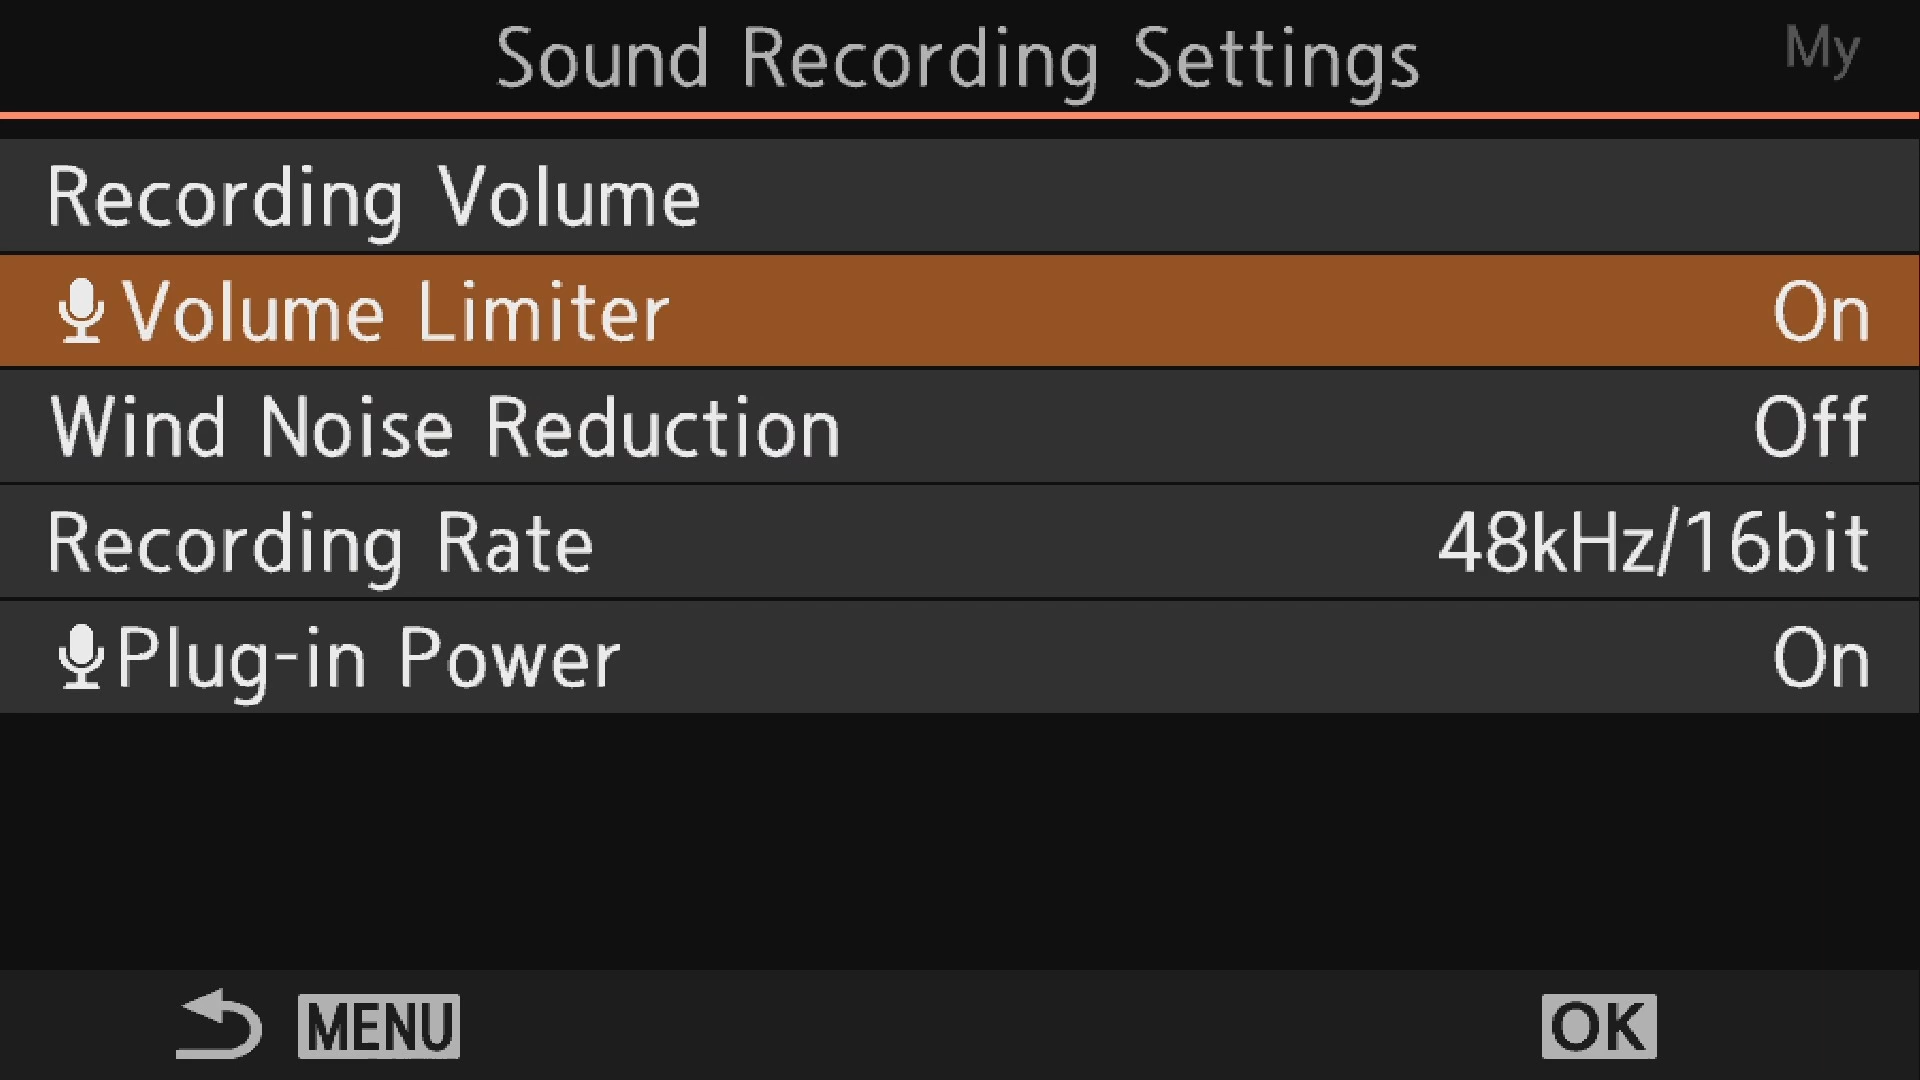 Sound Recording Settings
My
Recording Volume
Volume Limiter On
Wind Noise Reduction Off
Recording Rate 48kHz/16bit
Plug-in Power On
MENU
OK